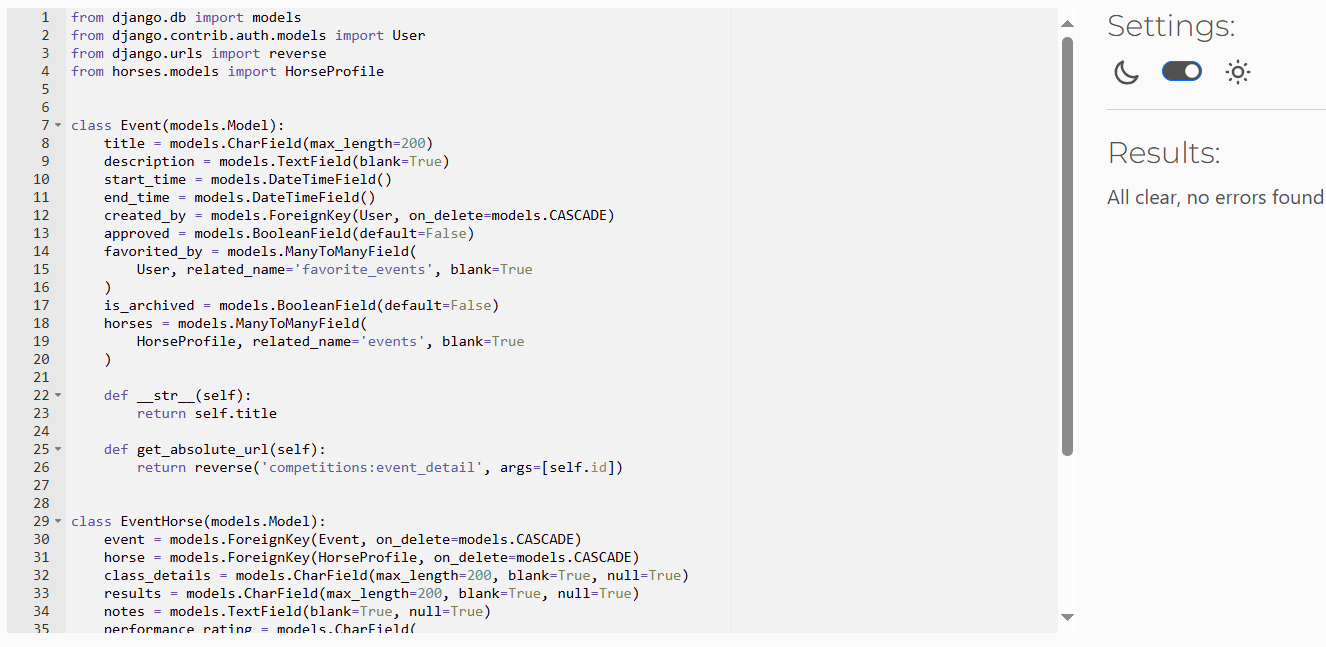 1 from django.db import models
2 from django.contrib.auth.models import User
3 from django.urls import reverse
4 from horses.models import HorseProfile
5
6
7 class Event(models.Model):
8     title = models.CharField(max_length=200)
9     description = models.TextField(blank=True)
10     start_time = models.DateTimeField()
11     end_time = models.DateTimeField()
12     created_by = models.ForeignKey(User, on_delete=models.CASCADE)
13     approved = models.BooleanField(default=False)
14     favorited_by = models.ManyToManyField(
15         User, related_name='favorite_events', blank=True
16     )
17     is_archived = models.BooleanField(default=False)
18     horses = models.ManyToManyField(
19         HorseProfile, related_name='events', blank=True
20     )
21
22     def __str__(self):
23         return self.title
24
25     def get_absolute_url(self):
26         return reverse('competitions:event_detail', args=[self.id])
27
28
29 class EventHorse(models.Model):
30     event = models.ForeignKey(Event, on_delete=models.CASCADE)
31     horse = models.ForeignKey(HorseProfile, on_delete=models.CASCADE)
32     class_details = models.CharField(max_length=200, blank=True, null=True)
33     results = models.CharField(max_length=200, blank=True, null=True)
34     notes = models.TextField(blank=True, null=True)
35     performance_rating = models.CharField(
Settings:
Results:
All clear, no errors found